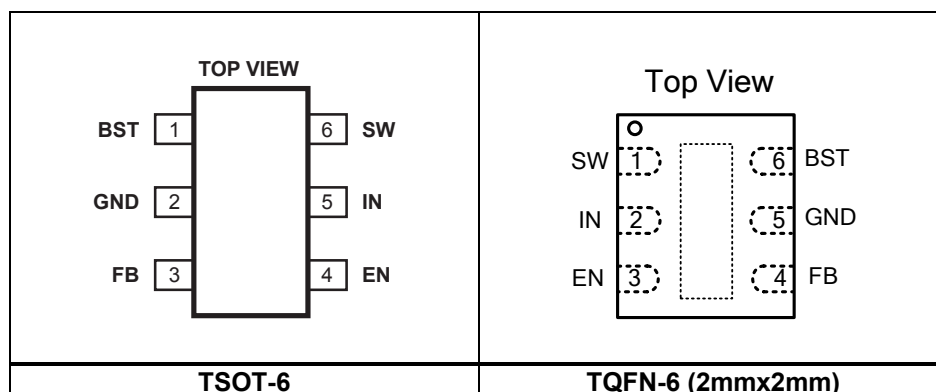 TOP VIEW
BST 1 6 SW
GND 2 5 IN
FB 3 4 EN
TSOT-6
Top View
SW 1 6 BST
IN 2 5 GND
EN 3 4 FB
TQFN-6 (2mmx2mm)